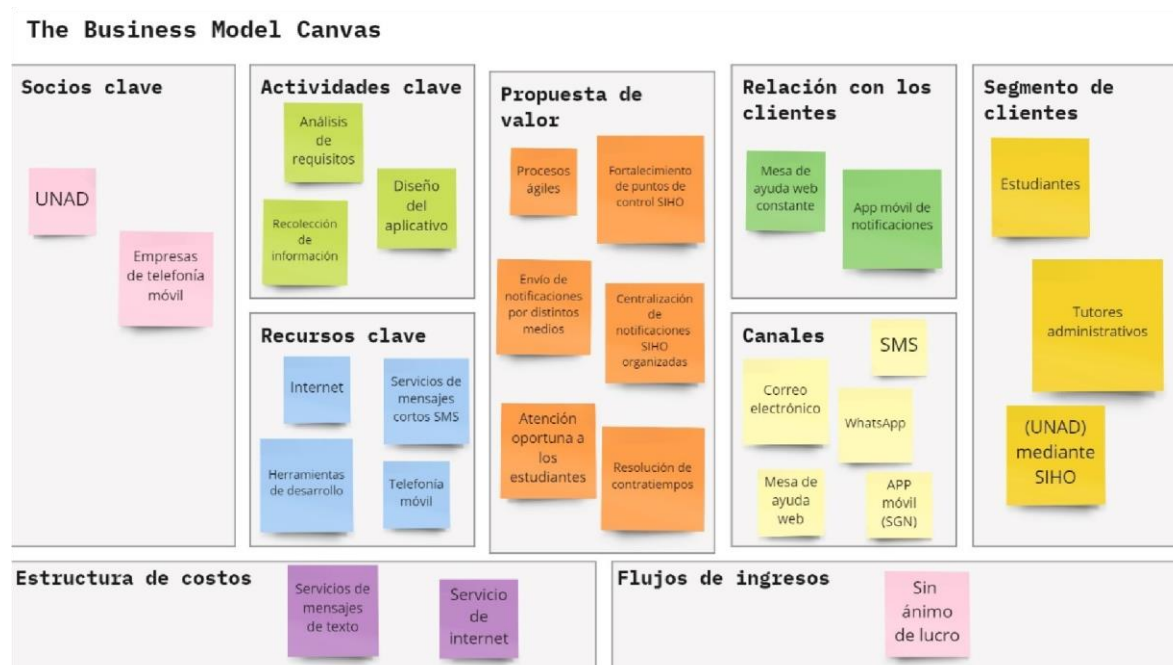 The Business Model Canvas
Socios clave
UNAD
Empresas
de telefonía
móvil
Actividades clave
Análisis
de
requisitos
Diseño
del
aplicativo
Recolección
de
información
Recursos clave
Internet
Servicios de
mensajes
cortos SMS
Herramientas
de desarrollo
Telefonía
móvil
Propuesta de
valor
Procesos
ágiles
Fortalecimiento
de puntos de
control SIHO
Envío de
notificaciones
por distintos
medios
Centralización
de
notificaciones
SIHO
organizadas
Atención
oportuna a
los
estudiantes
Resolución de
contratiempos
Relación con los
clientes
Mesa de
ayuda web
constante
App móvil de
notificaciones
Canales
SMS
Correo
electrónico
WhatsApp
Mesa de
ayuda
web
APP
móvil
(SGN)
Segmento de
clientes
Estudiantes
Tutores
administrativos
(UNAD)
mediante
SIHO
Estructura de costos
Servicios de
mensajes
de texto
Servicio
de
internet
Flujos de ingresos
Sin
ánimo
de lucro